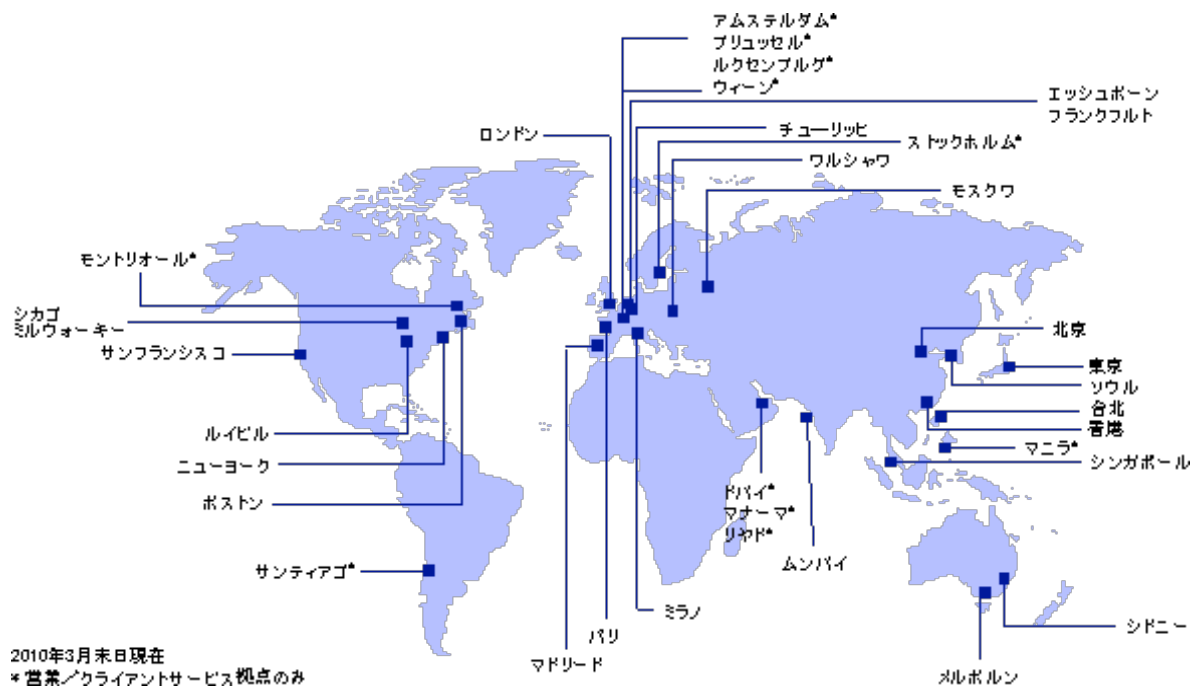 アムステルダム*
ブリュッセル*
ルクセンブルグ*
ウィーン*
エッシュボーン
フランクフルト
チューリッヒ
ロンドン
ストックホルム*
ワルシャワ
モスクワ
モントリオール*
シカゴ
ミルウォーキー
サンフランシスコ
北京
東京
ソウル
台北
香港
ルイビル
マニラ*
シンガポール
ニューヨーク
ボストン
ドバイ*
マナーマ*
リヤド*
ムンバイ
サンティアゴ*
ミラノ
シドニー
パリ
マドリード
メルボルン
2010年3月末日現在
*営業／クライアントサービス拠点のみ